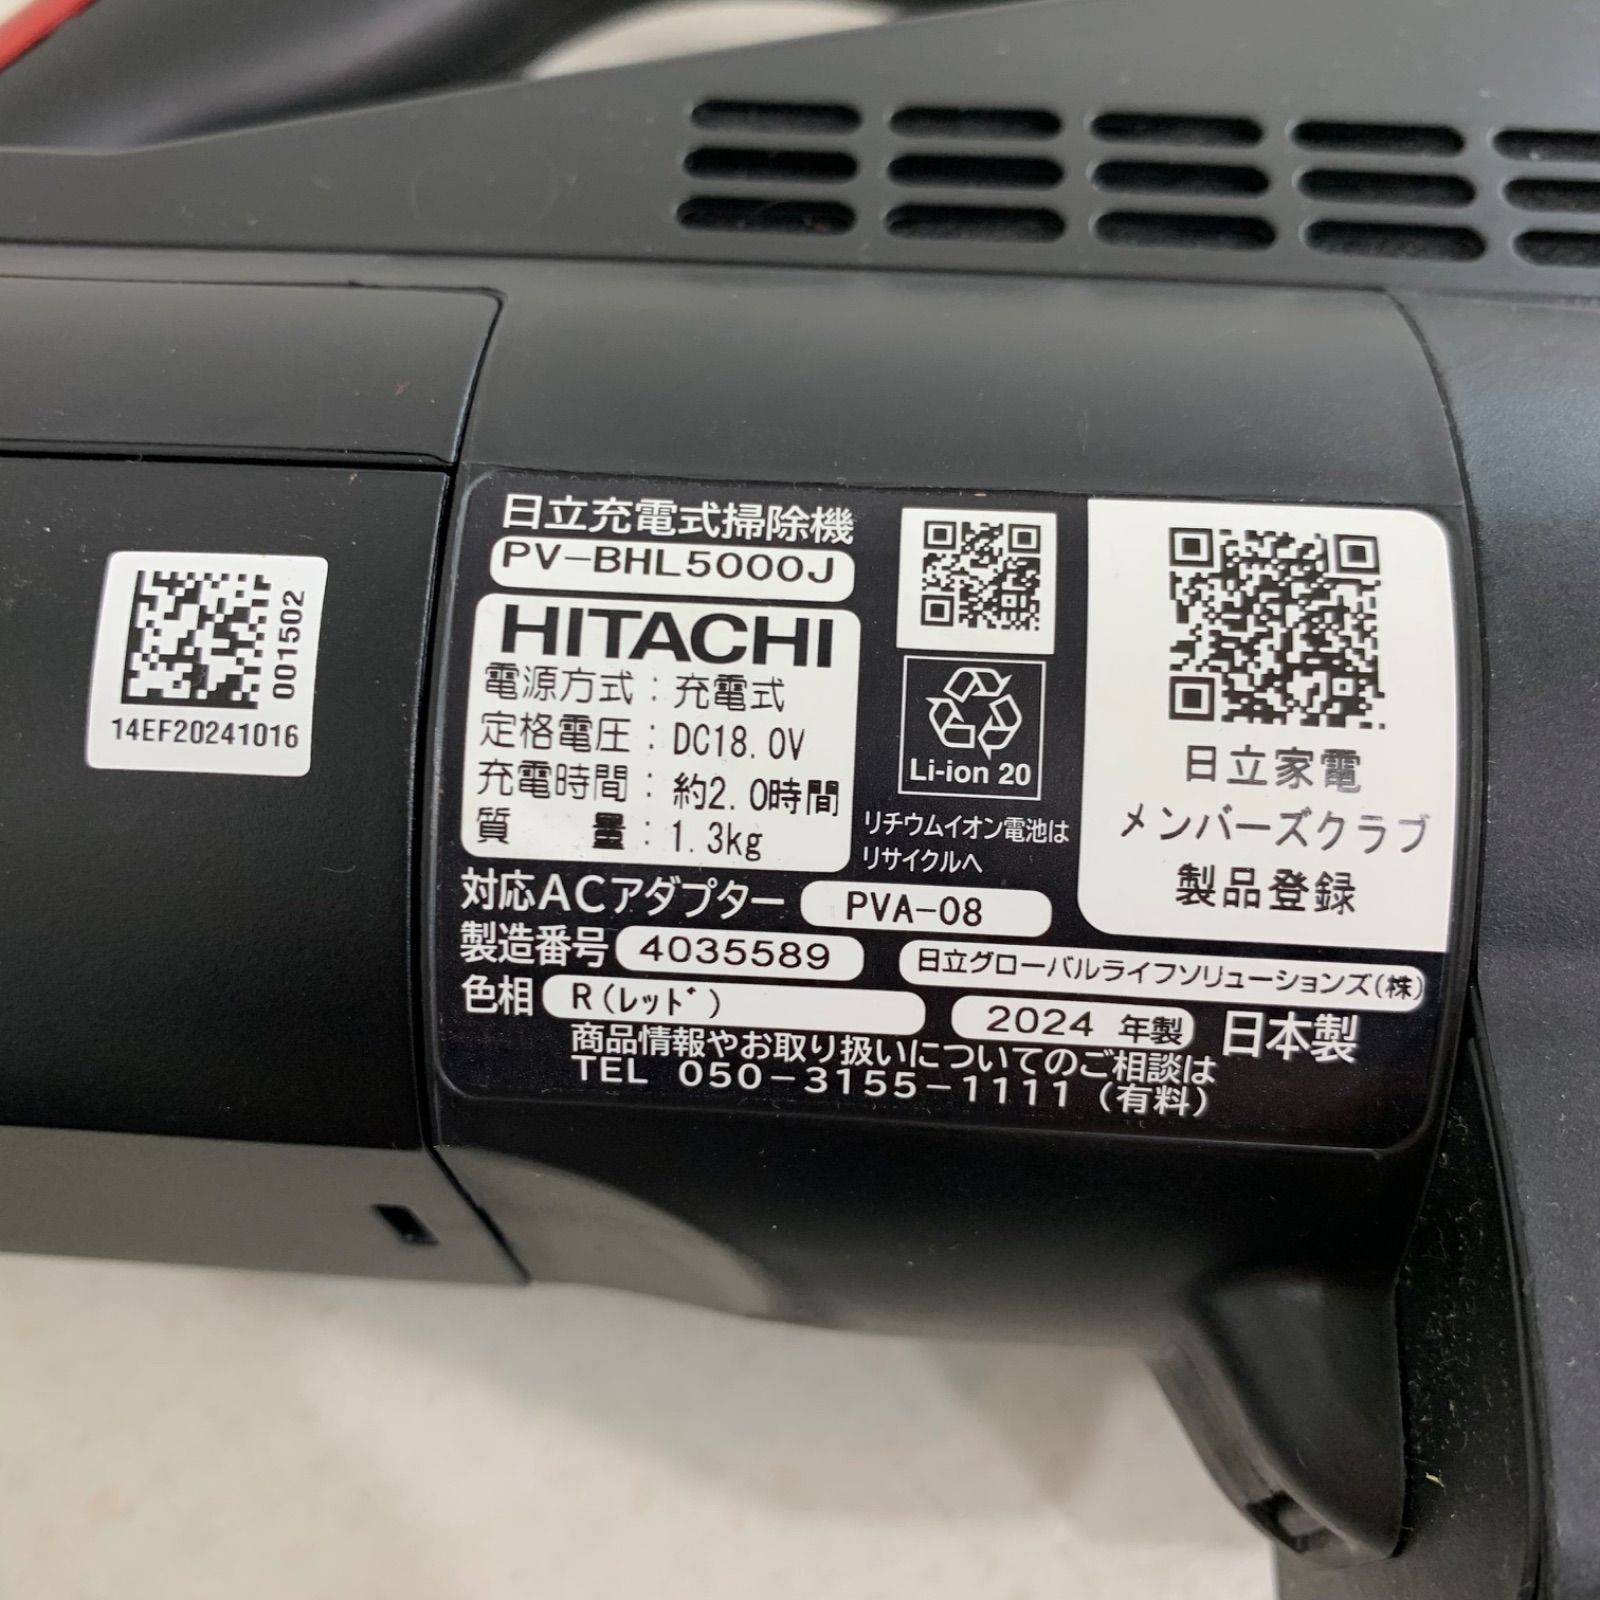 001502
14EF20241016
日立充電式掃除機
PV-BHL5000J
HITACHI
電源方式：充電式
定格電圧：DC18.0V
充電時間：約2.0時間
質　　量：1.3kg
Li-ion 20
リチウムイオン電池は
リサイクルへ
日立家電
メンバーズクラブ
製品登録
対応ACアダプター PVA-08
製造番号 4035589 日立グローバルライフソリューションズ(株)
色相 R(レッド) 2024 年製 日本製
商品情報やお取り扱いについてのご相談は
TEL 050-3155-1111 (有料)